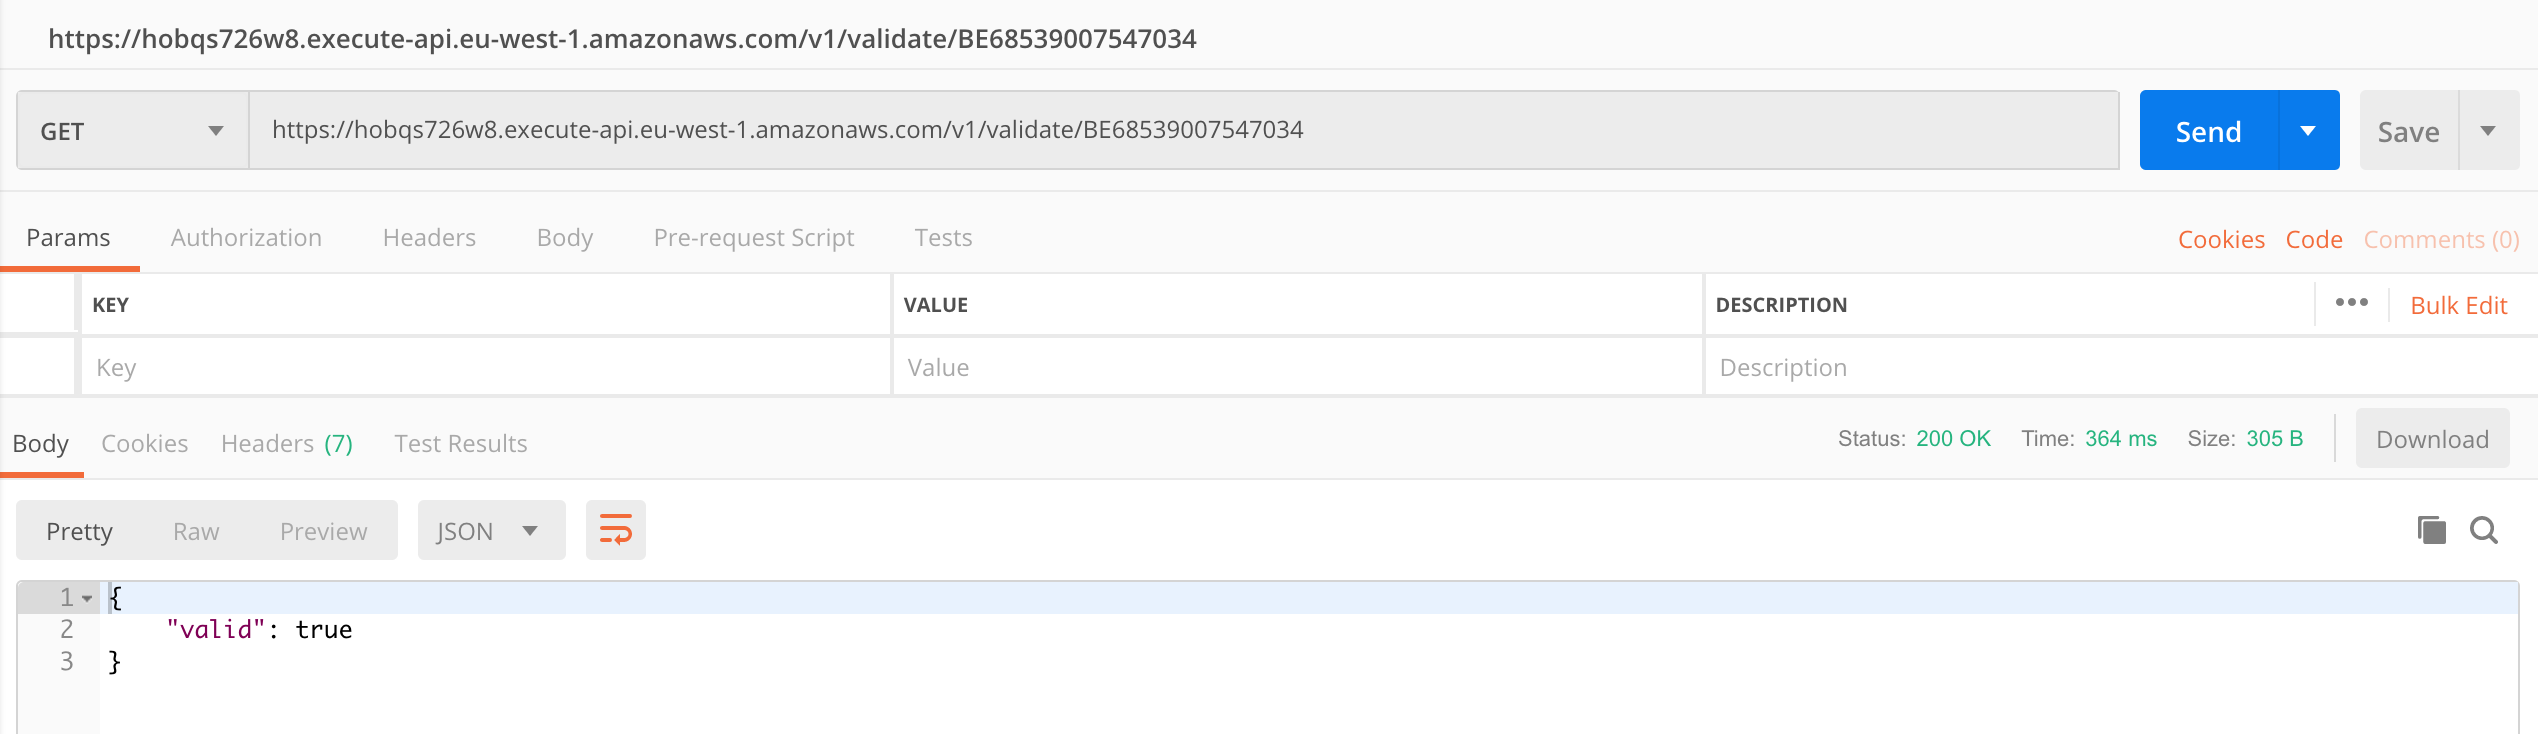 https://hobqs726w8.execute-api.eu-west-1.amazonaws.com/v1/validate/BE68539007547034
GET https://hobqs726w8.execute-api.eu-west-1.amazonaws.com/v1/validate/BE68539007547034 Send Save
Params Authorization Headers Body Pre-request Script Tests Cookies Code Comments (0)
KEY VALUE DESCRIPTION ••• Bulk Edit
Key Value Description
Body Cookies Headers (7) Test Results Status: 200 OK Time: 364 ms Size: 305 B Download
Pretty Raw Preview JSON
1 {
2 "valid": true
3 }